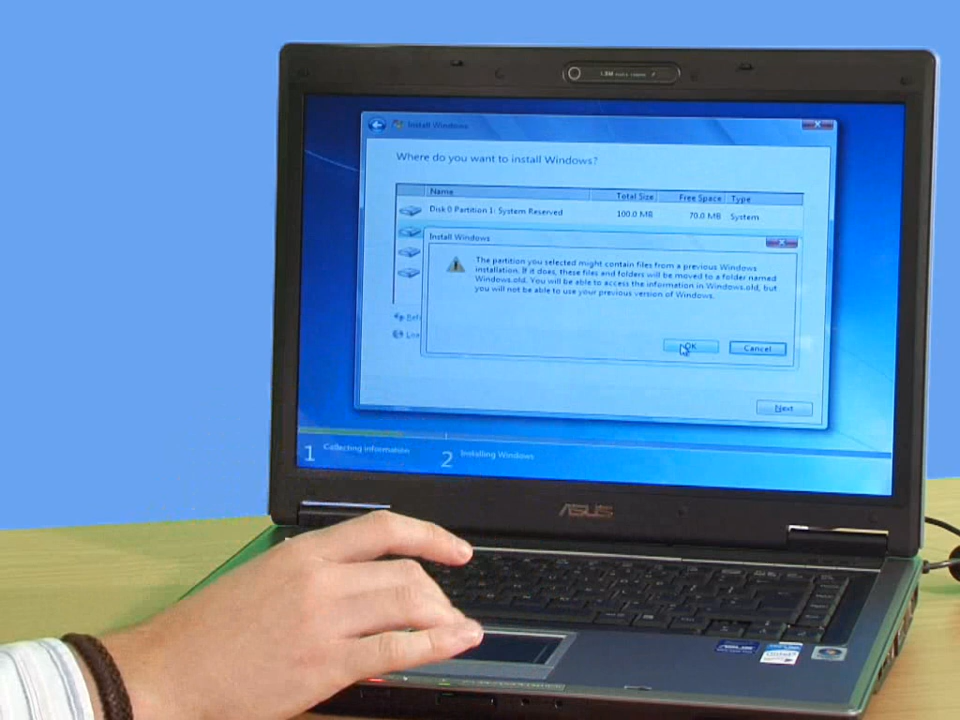 1.3M
Install Windows
Where do you want to install Windows?
Name Total Size Free Space Type
Disk 0 Partition 1: System Reserved 100.0 MB 70.0 MB System
Install Windows
The partition you selected might contain files from a previous Windows
installation. If it does, these files and folders will be moved to a folder named
Windows.old. You will be able to access the information in Windows.old, but
you will not be able to use your previous version of Windows.
OK Cancel
Next
1 Collecting information
2 Installing Windows
ASUS